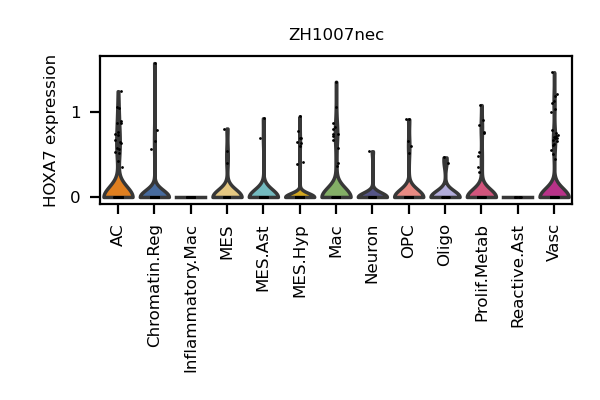 ZH1007nec
HOXA7 expression
1
0
AC
Chromatin.Reg
Inflammatory.Mac
MES
MES.Ast
MES.Hyp
Mac
Neuron
OPC
Oligo
Prolif.Metab
Reactive.Ast
Vasc